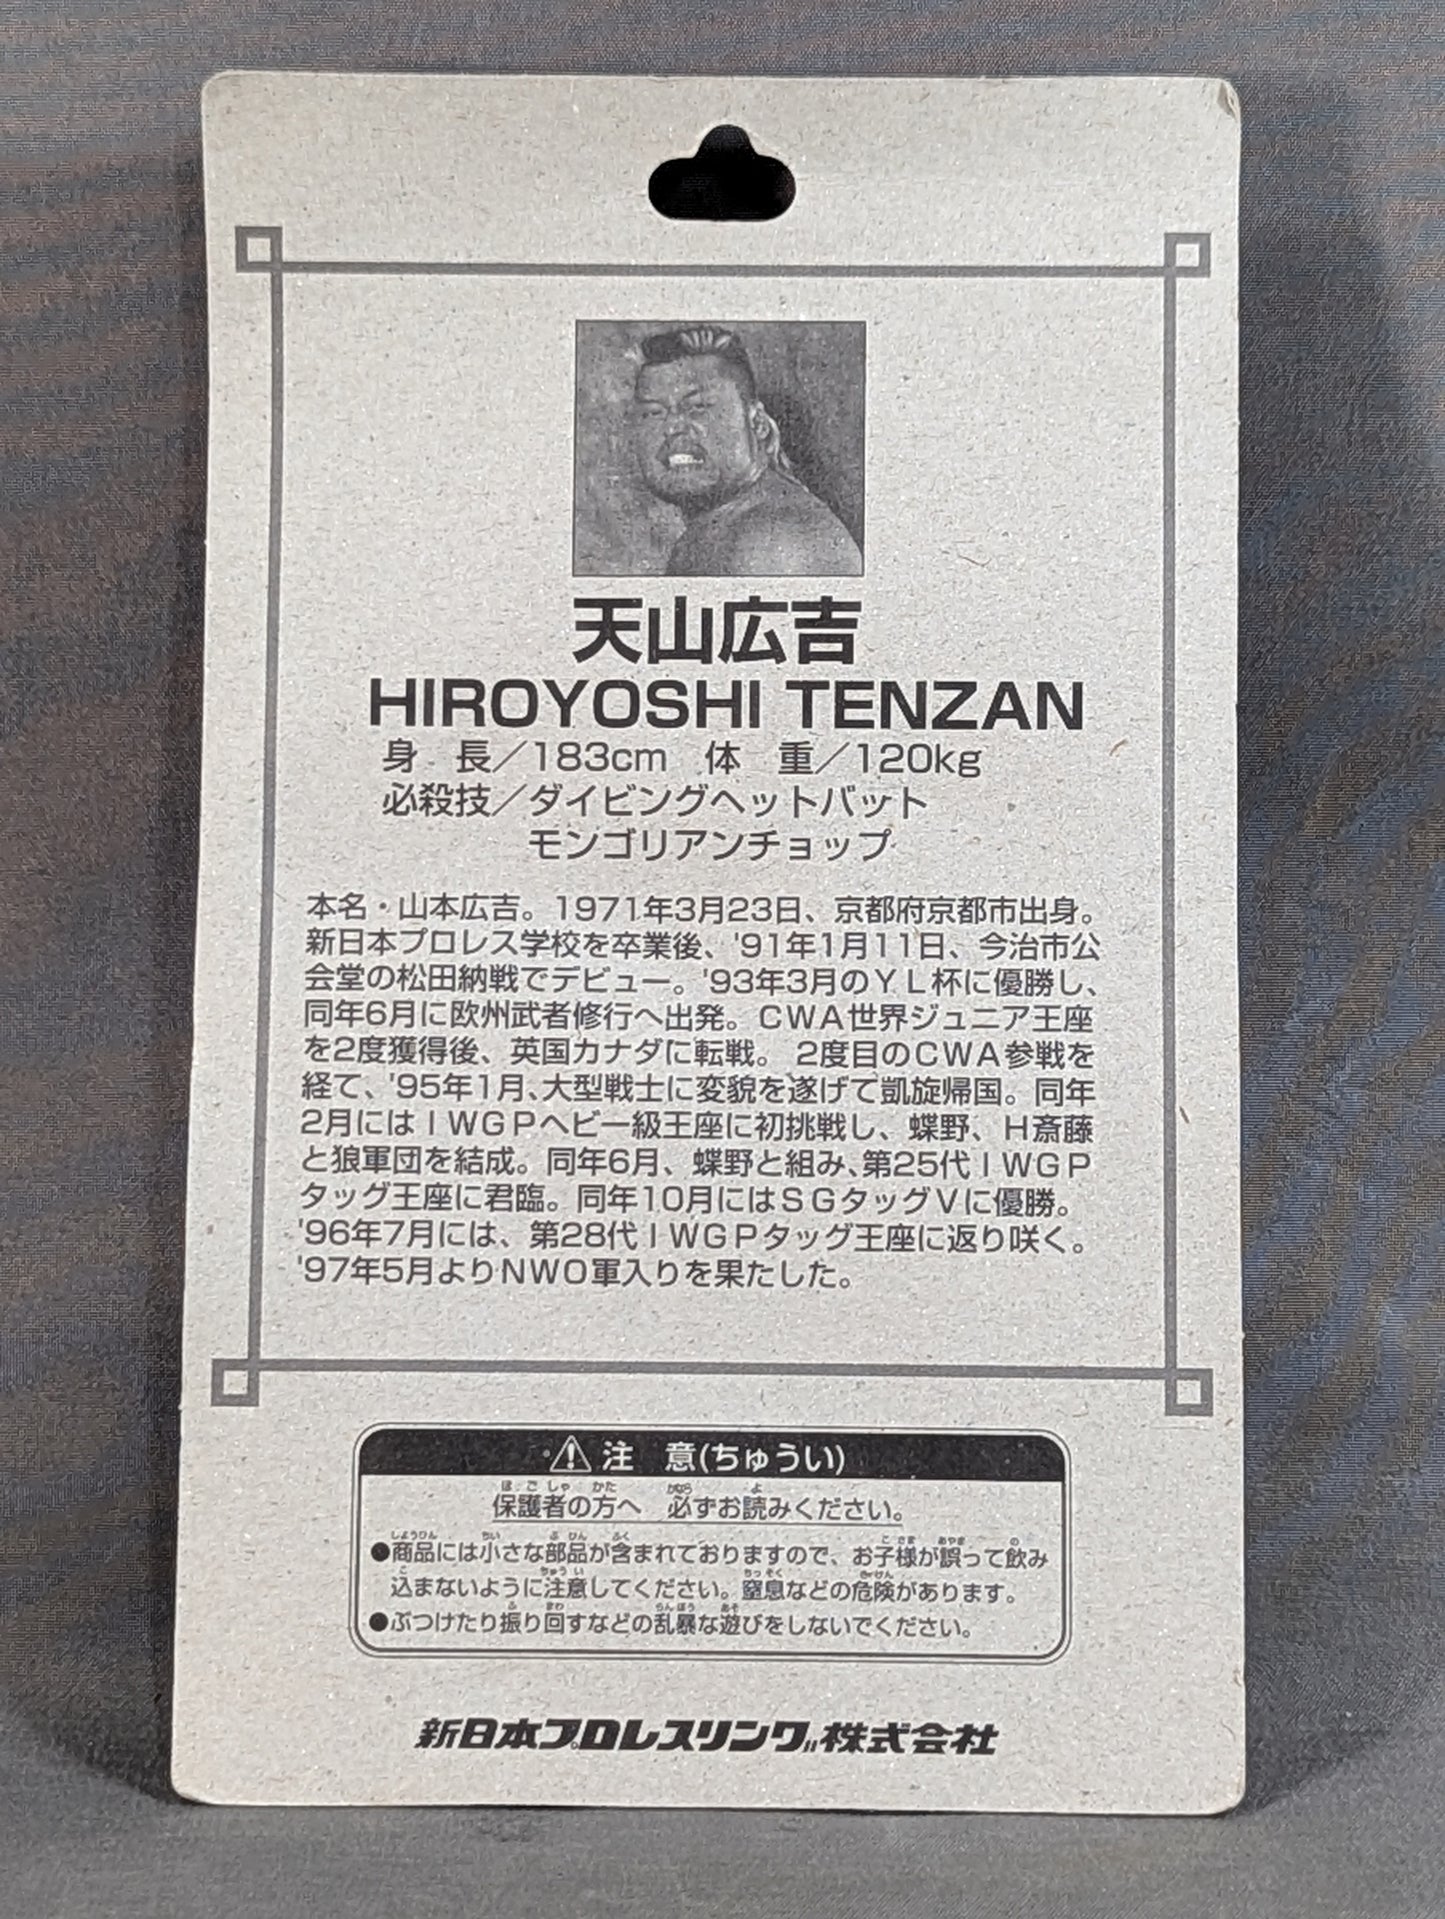 天山広吉
HIROYOSHI TENZAN
身　長／183cm　体　重／120kg
必殺技／ダイビングヘットバット
モンゴリアンチョップ
本名・山本広吉。1971年3月23日、京都府京都市出身。
新日本プロレス学校を卒業後、'91年1月11日、今治市公
会堂の松田納戦でデビュー。'93年3月のＹＬ杯に優勝し、
同年6月に欧州武者修行へ出発。CWA世界ジュニア王座
を2度獲得後、英国カナダに転戦。2度目のCWA参戦を
経て、'95年1月、大型戦士に変貌を遂げて凱旋帰国。同年
2月にはＩＷＧＰヘビー級王座に初挑戦し、蝶野、Ｈ斎藤
と狼軍団を結成。同年6月、蝶野と組み、第25代ＩＷＧＰ
タッグ王座に君臨。同年10月にはＳＧタッグＶに優勝。
'96年7月には、第28代ＩＷＧＰタッグ王座に返り咲く。
'97年5月よりNWO軍入りを果たした。
⚠注　意(ちゅうい)
保護者の方へ　必ずお読みください。
●商品には小さな部品が含まれておりますので、お子様が誤って飲み
込まないように注意してください。窒息などの危険があります。
●ぶつけたり振り回すなどの乱暴な遊びをしないでください。
新日本プロレスリング株式会社